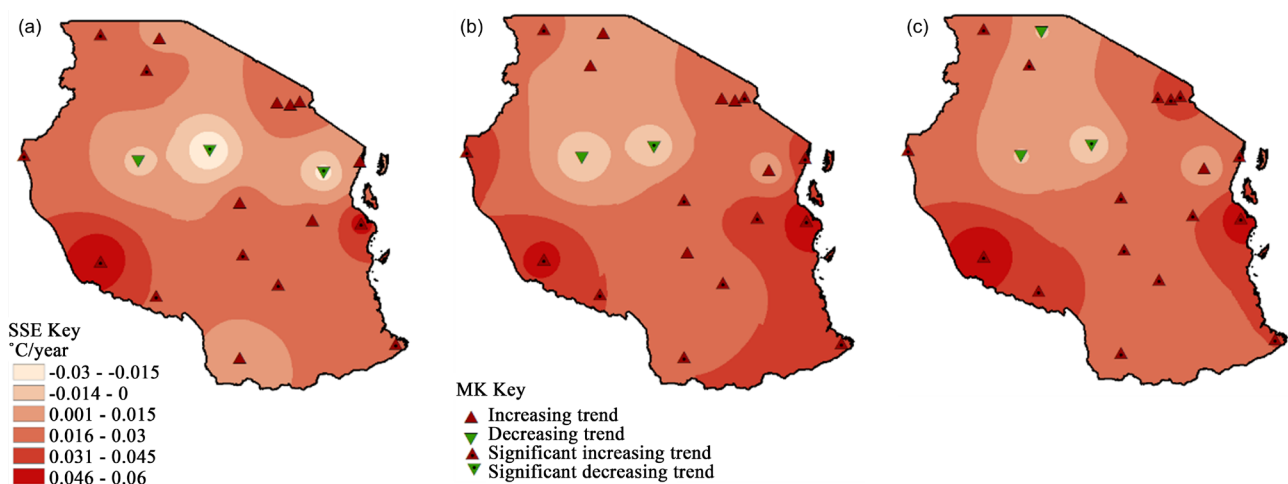 (a)
(b)
(c)
SSE Key
°C/year
-0.03 - -0.015
-0.014 - 0
0.001 - 0.015
0.016 - 0.03
0.031 - 0.045
0.046 - 0.06
MK Key
Increasing trend
Decreasing trend
Significant increasing trend
Significant decreasing trend